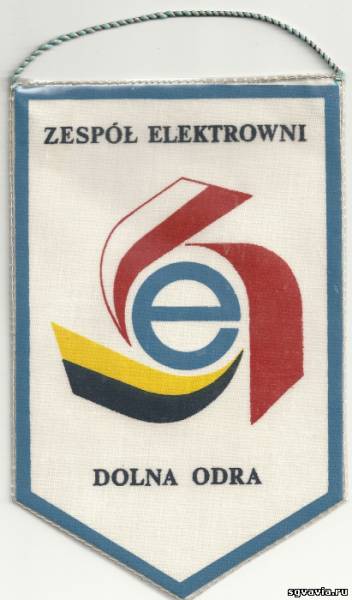 ZESPÓŁ ELEKTROWNI
e
DOLNA ODRA
sgvavia.ru